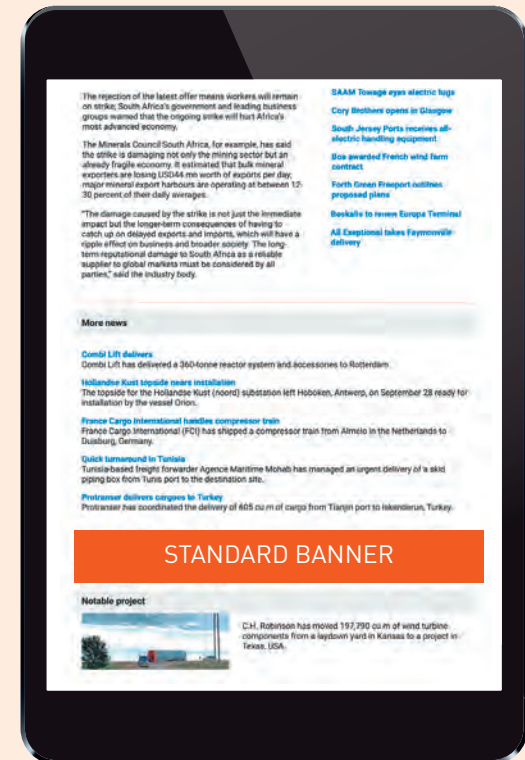 The rejection of the latest offer means workers will remain
on strike; South Africa's government and leading business
groups warned that the ongoing strike will hurt Africa's
most advanced economy.
The Minerals Council South Africa, for example, has said
the strike is damaging not only the mining sector but an
already fragile economy. It estimated that bulk mineral
exporters are losing USD44 mn worth of exports per day;
major mineral export harbours are operating at between 12-
30 percent of their daily averages.
"The damage caused by the strike is not just the immediate
impact but the longer-term consequences of having to
catch up on delayed exports and imports, which will have a
ripple effect on business and broader society. The long-
term reputational damage to South Africa as a reliable
supplier to global markets must be considered by all
parties," said the industry body.
SAAM Towage eyes electric tugs
Cory Brothers opens in Glasgow
South Jersey Ports receives all-
electric handling equipment
Boa awarded French wind farm
contract
Forth Green Freeport outlines
proposed plans
Boskalis to renew Europa Terminal
All Exeptional takes Faymonville
delivery
More news
Combi Lift delivers
Combi Lift has delivered a 360-tonne reactor system and accessories to Rotterdam.
Hollandse Kust topside nears installation
The topside for the Hollandse Kust (noord) substation left Hoboken, Antwerp, on September 28 ready for
installation by the vessel Orion.
France Cargo International handles compressor train
France Cargo International (FCI) has shipped a compressor train from Almelo in the Netherlands to
Duisburg, Germany.
Quick turnaround in Tunisia
Tunisia-based freight forwarder Agence Maritime Mohab has managed an urgent delivery of a skid
piping box from Tunis port to the destination site.
Protranser delivers cargoes to Turkey
Protranser has coordinated the delivery of 605 cu m of cargo from Tianjin port to Iskenderun, Turkey.
STANDARD BANNER
Notable project
C.H. Robinson has moved 197,790 cu m of wind turbine
components from a laydown yard in Kansas to a project in
Texas, USA.